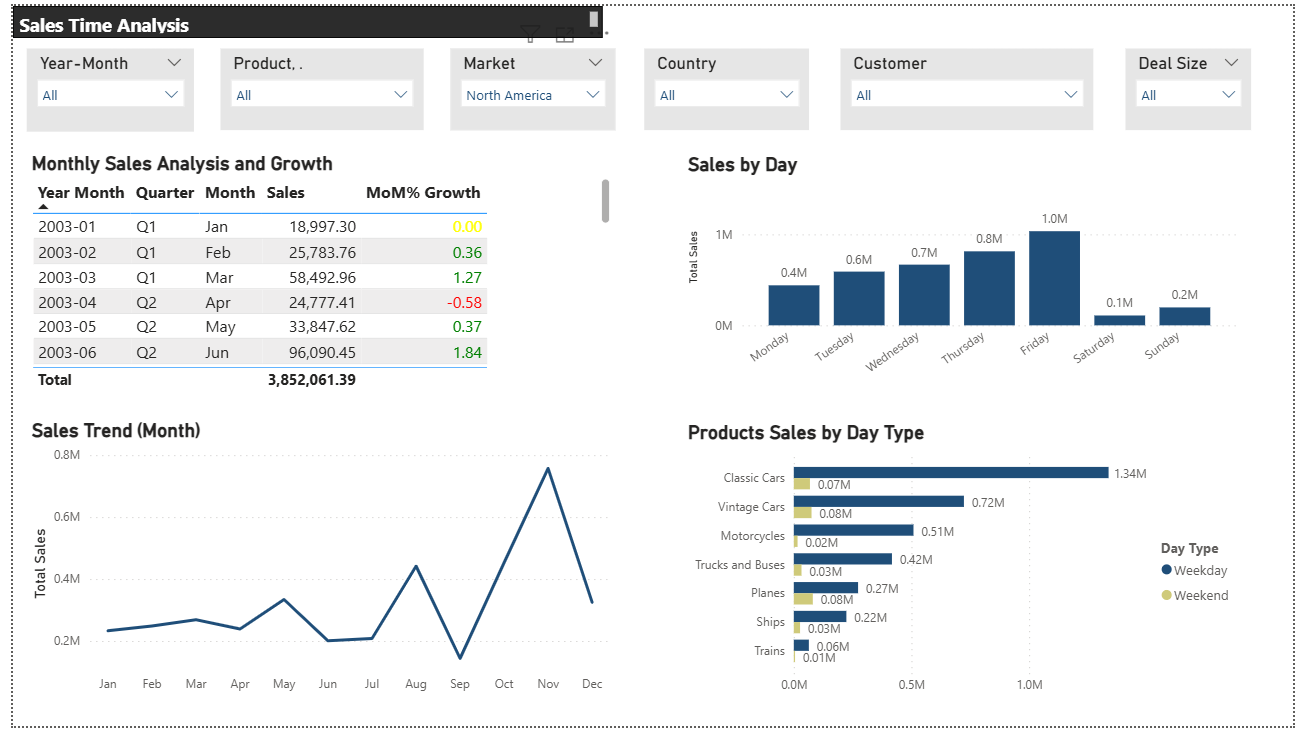 Sales Time Analysis
Year-Month
Product, .
Market
Country
Customer
Deal Size
All
All
North America
All
All
All
Monthly Sales Analysis and Growth
Year Month Quarter Month Sales MoM% Growth
2003-01 Q1 Jan 18,997.30 0.00
2003-02 Q1 Feb 25,783.76 0.36
2003-03 Q1 Mar 58,492.96 1.27
2003-04 Q2 Apr 24,777.41 -0.58
2003-05 Q2 May 33,847.62 0.37
2003-06 Q2 Jun 96,090.45 1.84
Total 3,852,061.39
Sales by Day
Total Sales
1M
0M
0.4M
0.6M
0.7M
0.8M
1.0M
0.1M
0.2M
Monday
Tuesday
Wednesday
Thursday
Friday
Saturday
Sunday
Sales Trend (Month)
Total Sales
0.8M
0.6M
0.4M
0.2M
Jan Feb Mar Apr May Jun Jul Aug Sep Oct Nov Dec
Products Sales by Day Type
Classic Cars 1.34M
0.07M
Vintage Cars 0.72M
0.08M
Motorcycles 0.51M
0.02M
Trucks and Buses 0.42M
0.03M
Planes 0.27M
0.08M
Ships 0.22M
0.03M
Trains 0.06M
0.01M
0.0M 0.5M 1.0M
Day Type
Weekday
Weekend